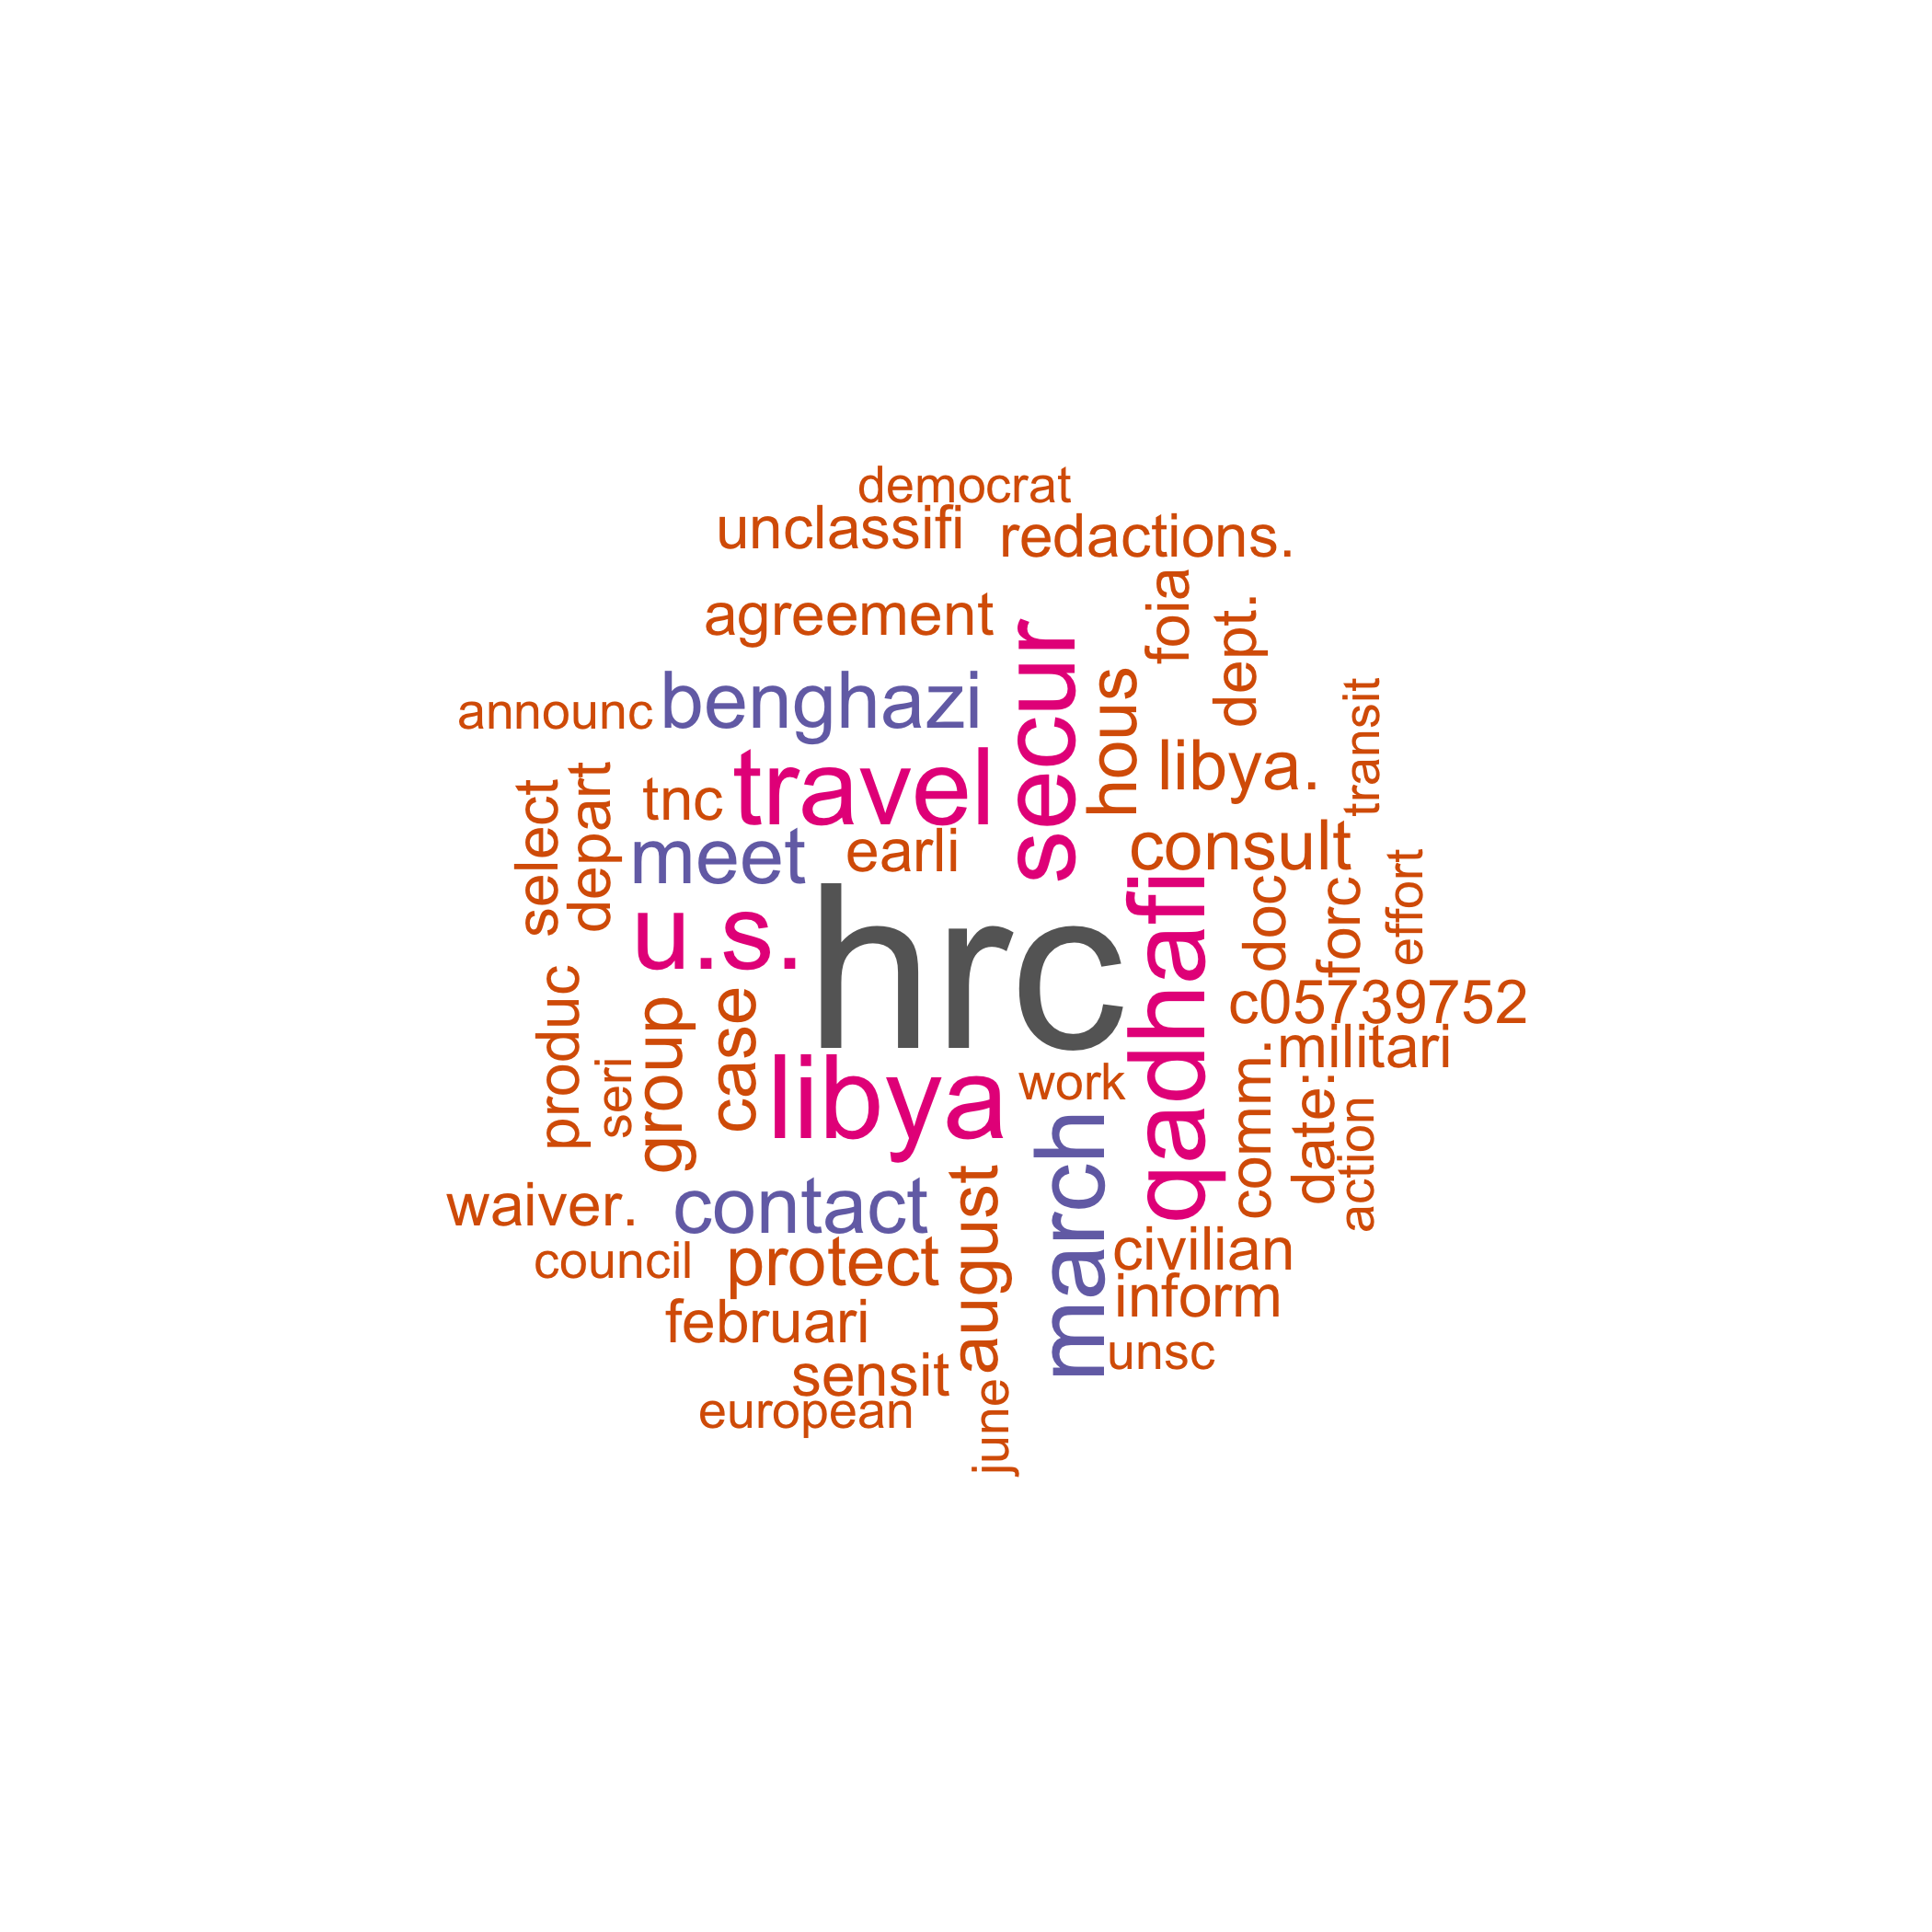 democrat
unclassifi
redactions.
foia
agreement
dept.
secur
benghazi
hous
announc
transit
travel
libya.
tnc
select
depart
meet
earli
consult
u.s.
hrc
qadhafi
doc
forc
effort
c05739752
produc
group
case
militari
seri
libya
work
comm.
date:
action
march
waiver.
contact
august
civilian
council
protect
inform
februari
unsc
sensit
european
june